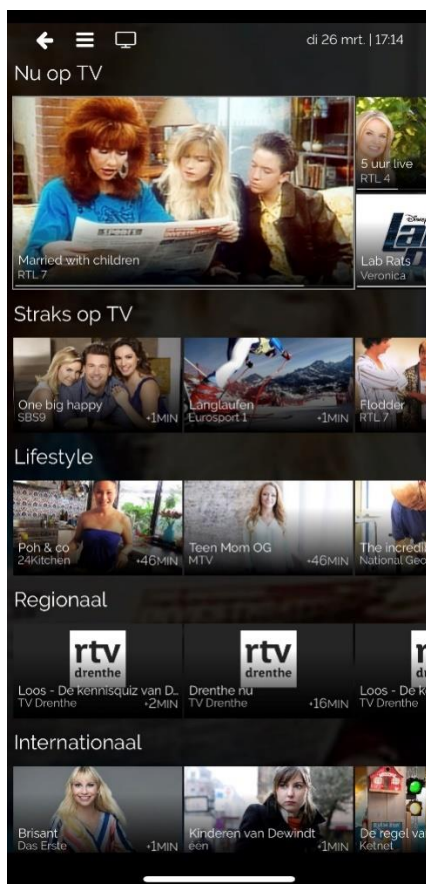 di 26 mrt. | 17:14
Nu op TV
Married with children
RTL 7
5 uur live
RTL 4
Disney
Lab Rats
Veronica
Straks op TV
One big happy
SBS9
+1MIN
Langlaufen
Eurosport 1
+1MIN
Flodder
RTL 7
Lifestyle
Poh & co
24Kitchen
+46MIN
Teen Mom OG
MTV
+46MIN
The incredi
National Geo
Regionaal
rtv
drenthe
Loos - De kennisquiz van D...
TV Drenthe
+2MIN
rtv
drenthe
Drenthe nu
TV Drenthe
+16MIN
Loos - De k
TV Drenthe
Internationaal
Brisant
Das Erste
+1MIN
Kinderen van Dewindt
één
+1MIN
De regel va
Ketnet